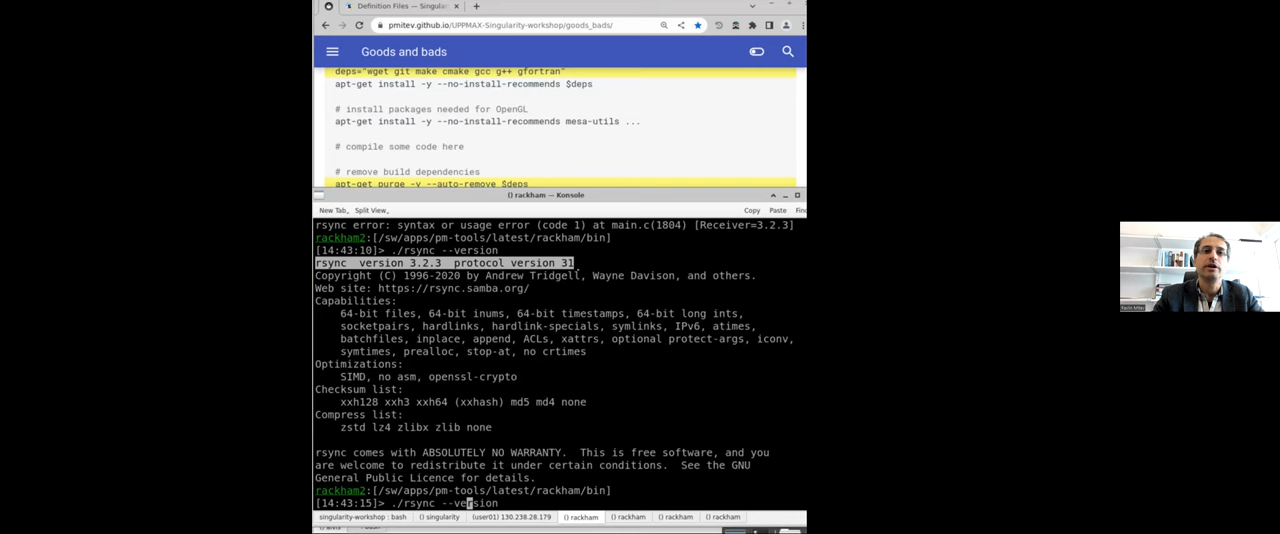 Definition Files — Singula
pmitev.github.io/UPPMAX-Singularity-workshop/goods_bads/
Goods and bads
deps="wget git make cmake gcc g++ gfortran"
apt-get install -y --no-install-recommends $deps
# install packages needed for OpenGL
apt-get install -y --no-install-recommends mesa-utils ...
# compile some code here
# remove build dependencies
apt-get purge -y --auto-remove $deps
() rackham — Konsole
New Tab Split View Copy Paste Find
rsync error: syntax or usage error (code 1) at main.c(1804) [Receiver=3.2.3]
rackham2:[/sw/apps/pm-tools/latest/rackham/bin]
[14:43:10]> ./rsync --version
rsync  version 3.2.3  protocol version 31
Copyright (C) 1996-2020 by Andrew Tridgell, Wayne Davison, and others.
Web site: https://rsync.samba.org/
Capabilities:
64-bit files, 64-bit inums, 64-bit timestamps, 64-bit long ints,
socketpairs, hardlinks, hardlink-specials, symlinks, IPv6, atimes,
batchfiles, inplace, append, ACLs, xattrs, optional protect-args, iconv,
symtimes, prealloc, stop-at, no crtimes
Optimizations:
SIMD, no asm, openssl-crypto
Checksum list:
xxh128 xxh3 xxh64 (xxhash) md5 md4 none
Compress list:
zstd lz4 zlibx zlib none
rsync comes with ABSOLUTELY NO WARRANTY.  This is free software, and you
are welcome to redistribute it under certain conditions.  See the GNU
General Public Licence for details.
rackham2:[/sw/apps/pm-tools/latest/rackham/bin]
[14:43:15]> ./rsync --version
singularity-workshop : bash () singularity (user01) 130.238.28.179 () rackham () rackham () rackham () rackham